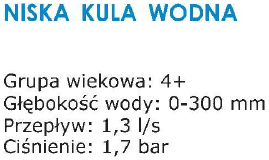 NISKA KULA WODNA
Grupa wiekowa: 4+
Głębokość wody: 0-300 mm
Przepływ: 1,3 l/s
Ciśnienie: 1,7 bar